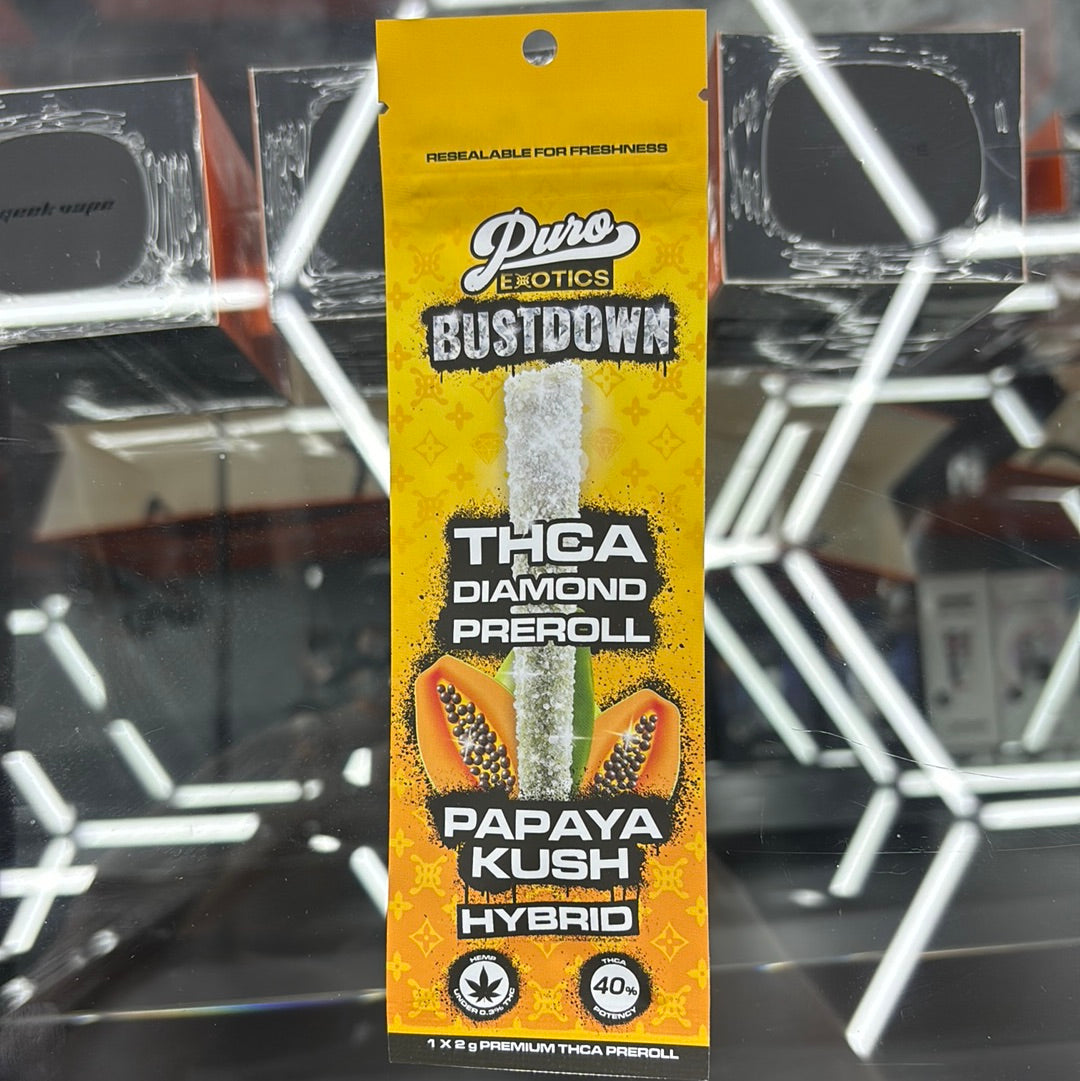 RESEALABLE FOR FRESHNESS
Puro
EXOTICS
BUSTDOWN
THCA
DIAMOND
PREROLL
PAPAYA
KUSH
HYBRID
HEMP
UNDER 0.3% THC
THCA
40%
POTENCY
1 X 2 g PREMIUM THCA PREROLL
geek vape